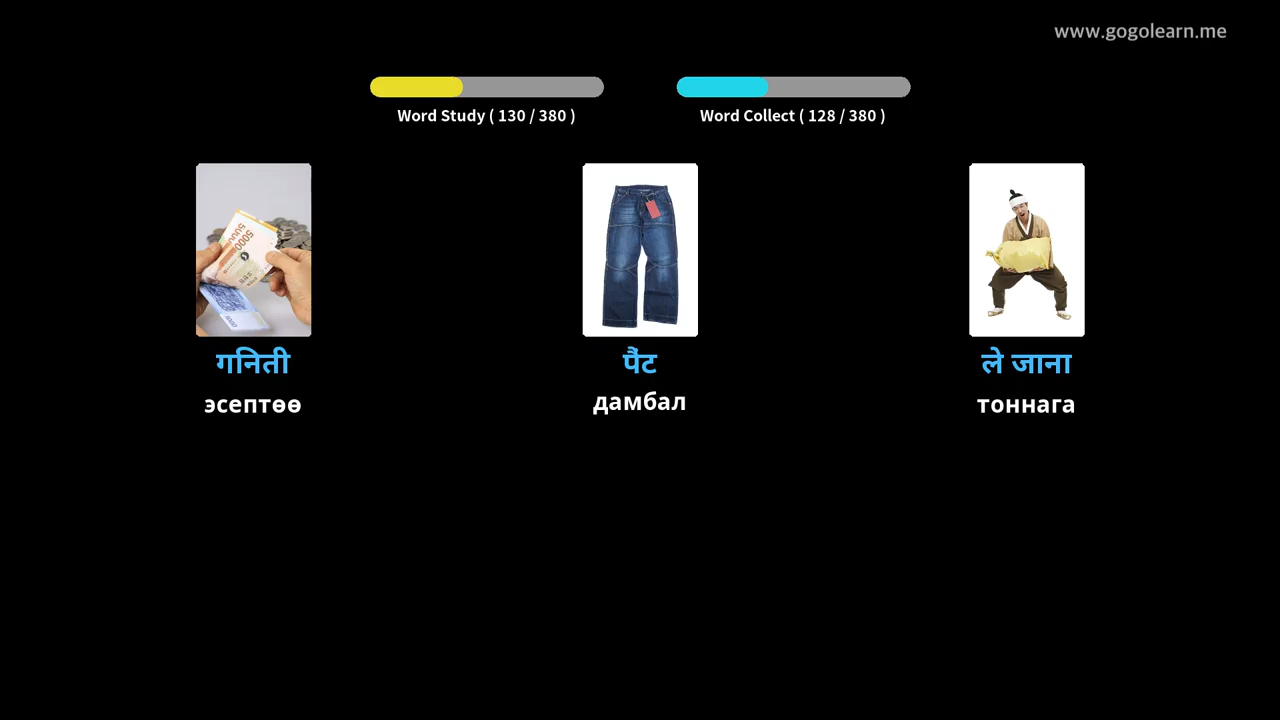 www.gogolearn.me
Word Study ( 130 / 380 )
Word Collect ( 128 / 380 )
गनिती
эсептөө
पैंट
дамбал
ले जाना
тоннага